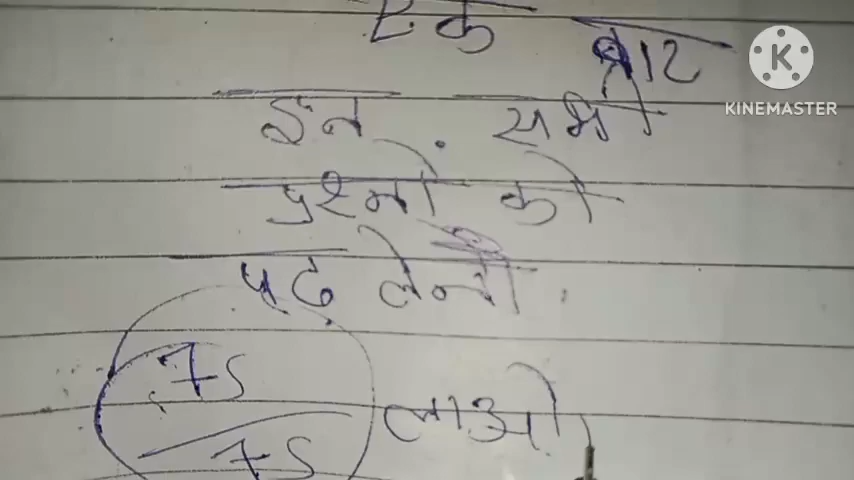 एक बार
इन सभी
प्रश्नों को
पढ़ लेना
75/75 लाओ
KINEMASTER